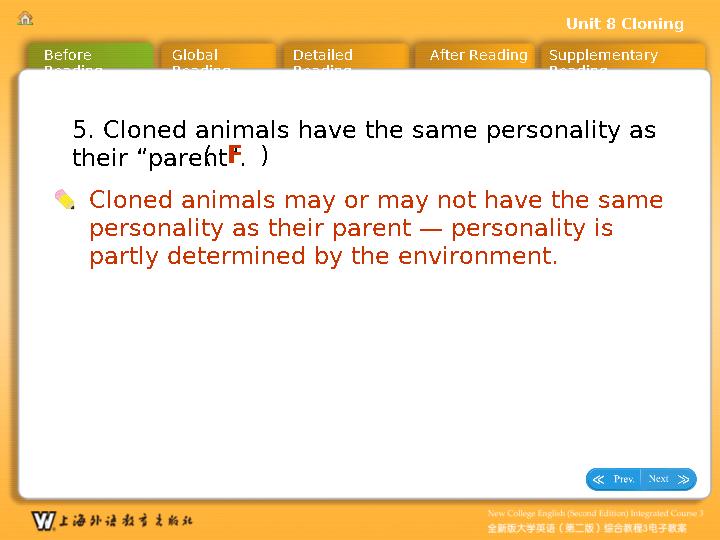 Unit 8 Cloning
Before Reading
Global Reading
Detailed Reading
After Reading
Supplementary Reading
5. Cloned animals have the same personality as
their “parent”.
( F )
Cloned animals may or may not have the same
personality as their parent — personality is
partly determined by the environment.
Prev. Next
上海外语教育出版社
New College English (Second Edition) Integrated Course 3
全新版大学英语（第二版）综合教程3电子教案